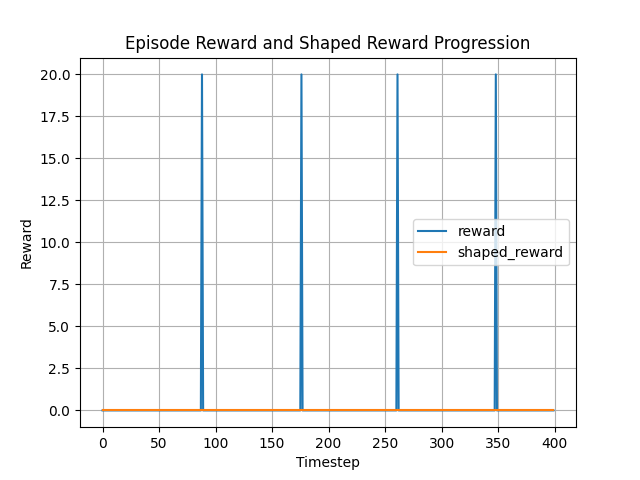 Episode Reward and Shaped Reward Progression
20.0
17.5
15.0
12.5
10.0
7.5
5.0
2.5
0.0
Reward
reward
shaped_reward
0 50 100 150 200 250 300 350 400
Timestep